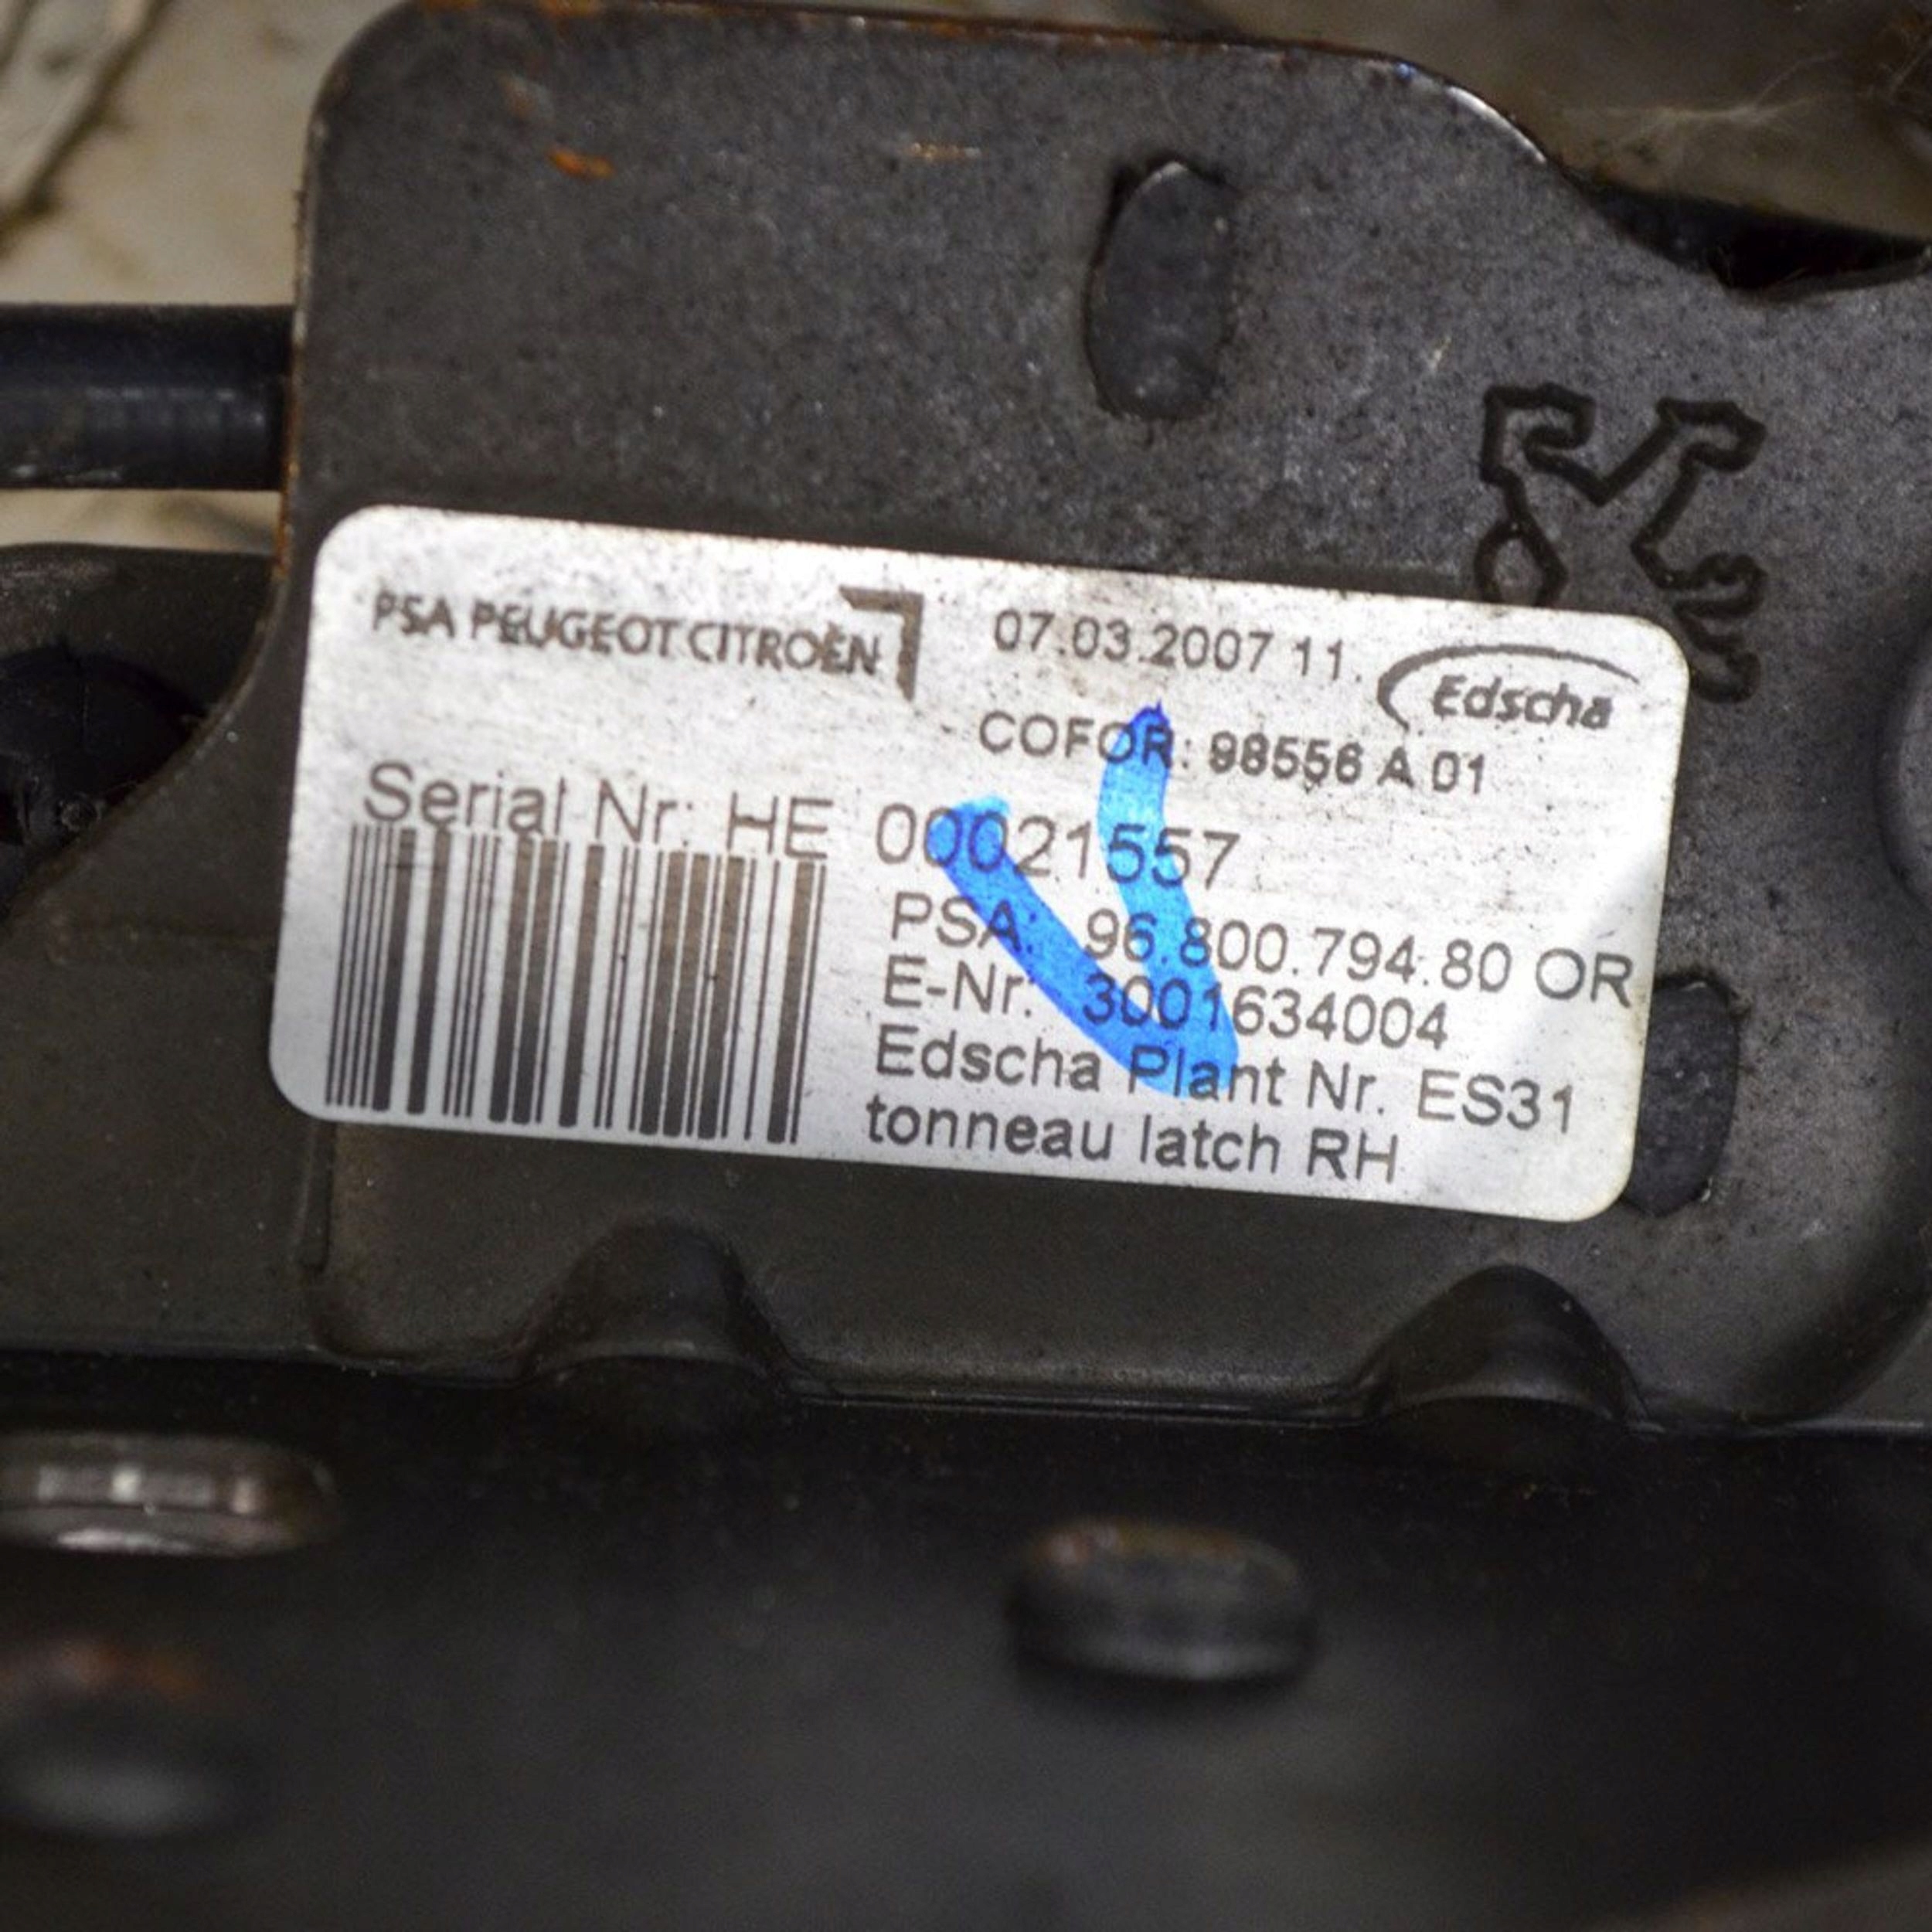 PSA PEUGEOT CITROËN
07.03.2007 11.
Edscha
COFOR: 98556 A 01
Serial Nr: HE 00021557
PSA: 96.800.794.80 OR
E-Nr: 3001634004
Edscha Plant Nr. ES31
tonneau latch RH